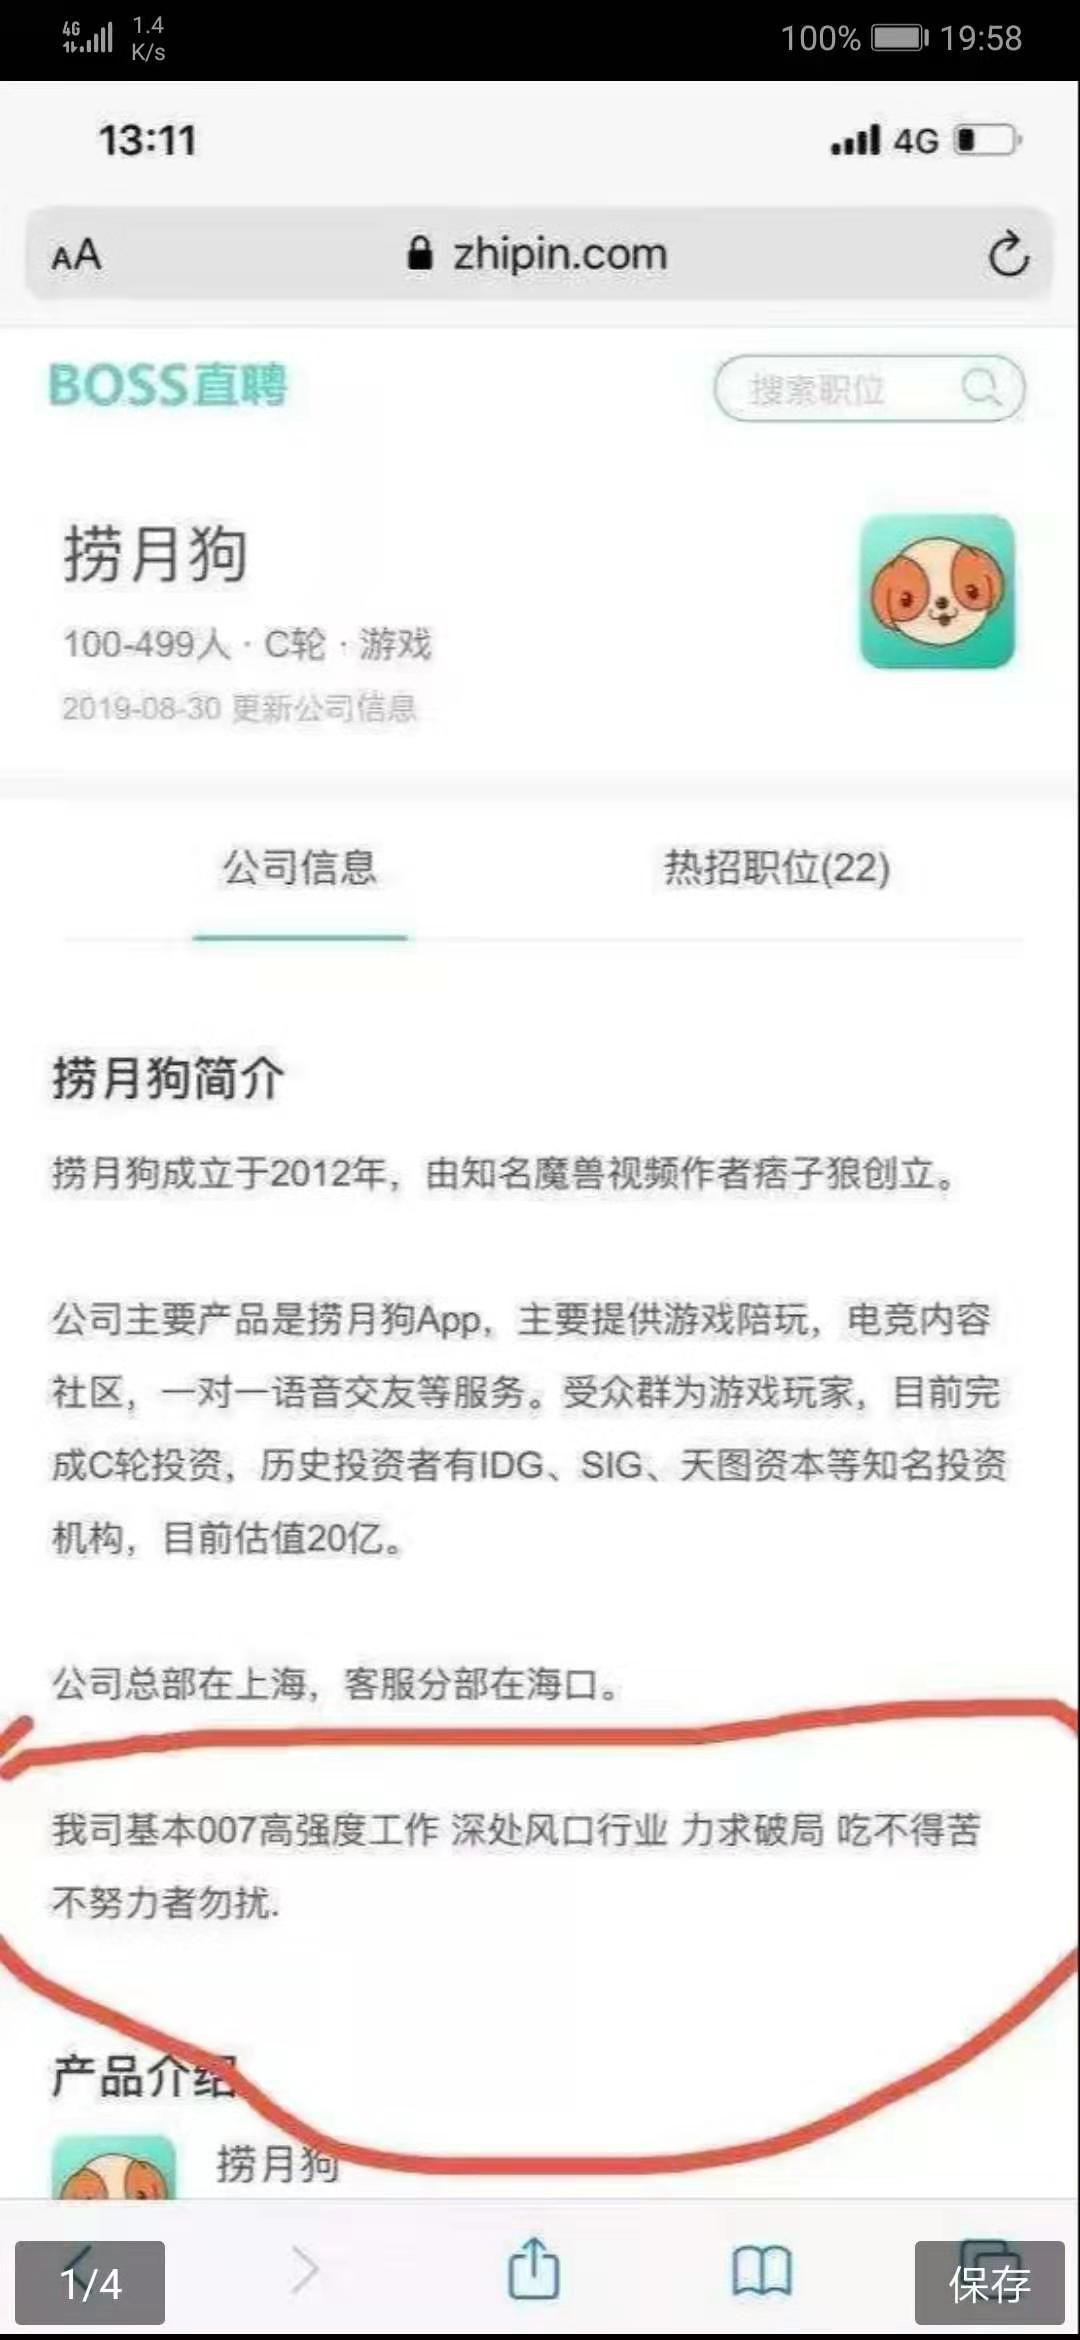 4G 1.4 K/s 100% 19:58
13:11 4G
AA zhipin.com
BOSS直聘 搜索职位
捞月狗
100-499人 · C轮 · 游戏
2019-08-30 更新公司信息
公司信息 热招职位(22)
捞月狗简介
捞月狗成立于2012年，由知名魔兽视频作者痞子狼创立。
公司主要产品是捞月狗App，主要提供游戏陪玩，电竞内容
社区，一对一语音交友等服务。受众群为游戏玩家，目前完
成C轮投资，历史投资者有IDG、SIG、天图资本等知名投资
机构，目前估值20亿。
公司总部在上海，客服分部在海口。
我司基本007高强度工作 深处风口行业 力求破局 吃不得苦
不努力者勿扰.
产品介绍
捞月狗
1/4 保存